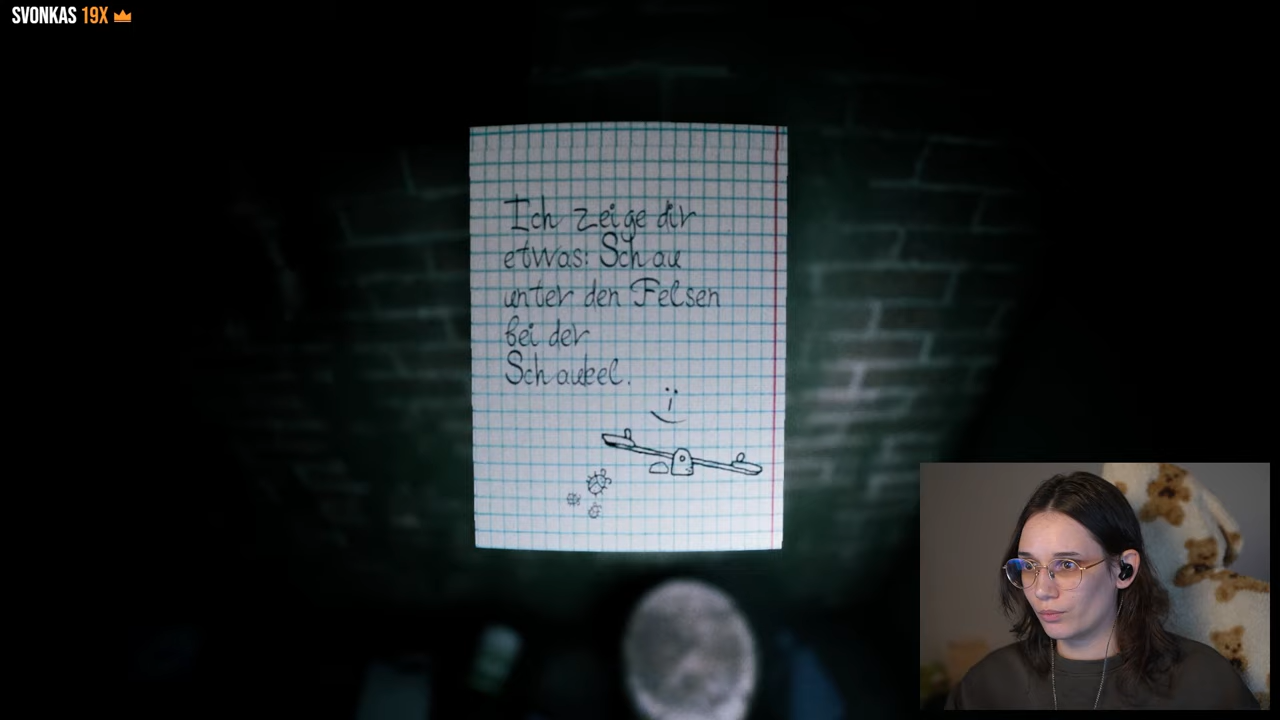 SVONKAS 19X
Ich zeige dir
etwas: Schau
unter den Felsen
bei der
Schaukel.